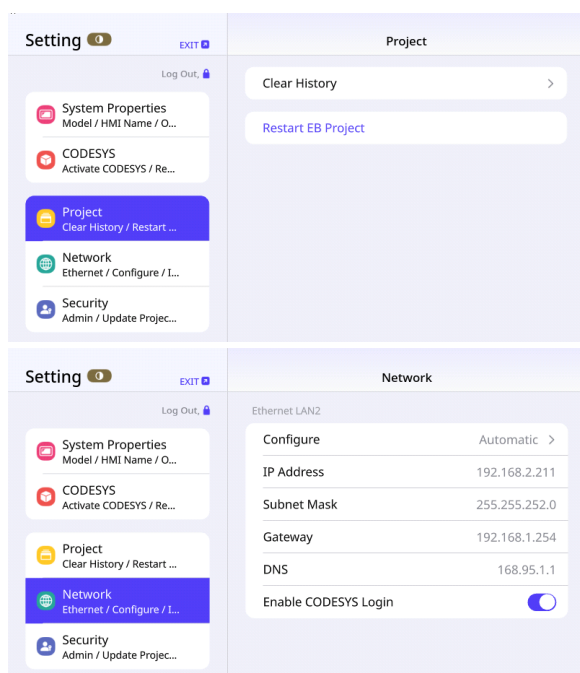 Setting
EXIT
Project
Log Out,
Clear History
System Properties
Model / HMI Name / O...
Restart EB Project
CODESYS
Activate CODESYS / Re...
Project
Clear History / Restart ...
Network
Ethernet / Configure / I...
Security
Admin / Update Projec...
Setting
EXIT
Network
Log Out,
Ethernet LAN2
System Properties
Model / HMI Name / O...
CODESYS
Activate CODESYS / Re...
Project
Clear History / Restart ...
Network
Ethernet / Configure / I...
Security
Admin / Update Projec...
Configure Automatic >
IP Address 192.168.2.211
Subnet Mask 255.255.252.0
Gateway 192.168.1.254
DNS 168.95.1.1
Enable CODESYS Login